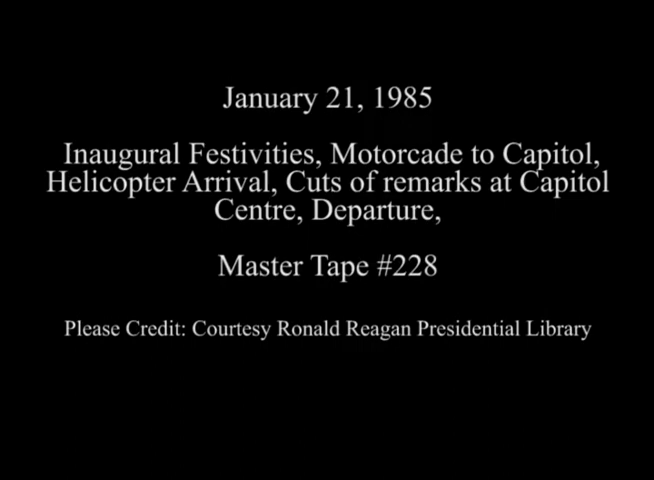 January 21, 1985
Inaugural Festivities, Motorcade to Capitol,
Helicopter Arrival, Cuts of remarks at Capitol
Centre, Departure,
Master Tape #228
Please Credit: Courtesy Ronald Reagan Presidential Library